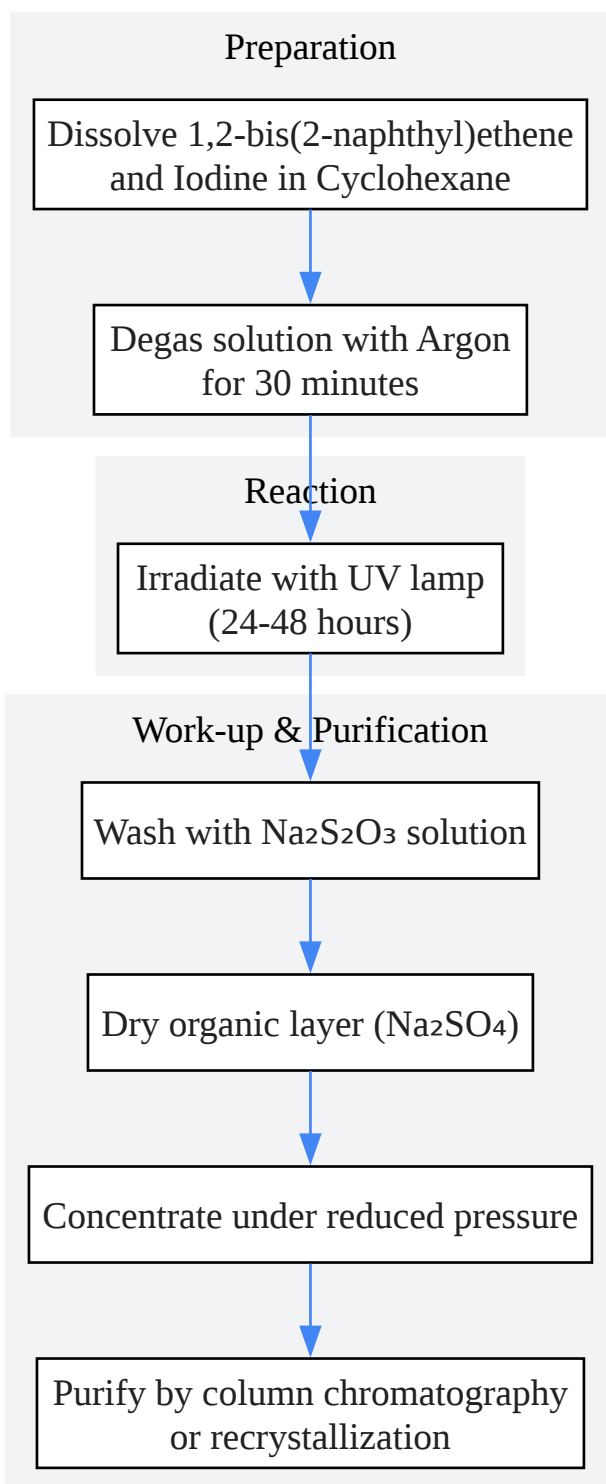 Preparation
Dissolve 1,2-bis(2-naphthyl)ethene
and Iodine in Cyclohexane
Degas solution with Argon
for 30 minutes
Reaction
Irradiate with UV lamp
(24-48 hours)
Work-up & Purification
Wash with Na₂S₂O₃ solution
Dry organic layer (Na₂SO₄)
Concentrate under reduced pressure
Purify by column chromatography
or recrystallization